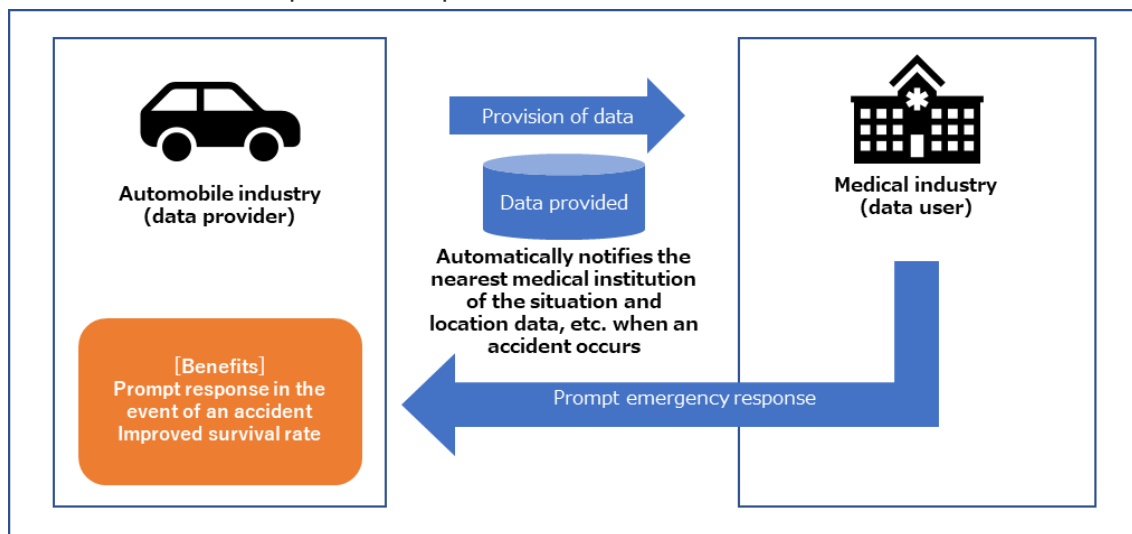 Provision of data
Automobile industry
(data provider)
Data provided
Medical industry
(data user)
Automatically notifies the
nearest medical institution
of the situation and
location data, etc. when an
accident occurs
[Benefits]
Prompt response in the
event of an accident
Improved survival rate
Prompt emergency response